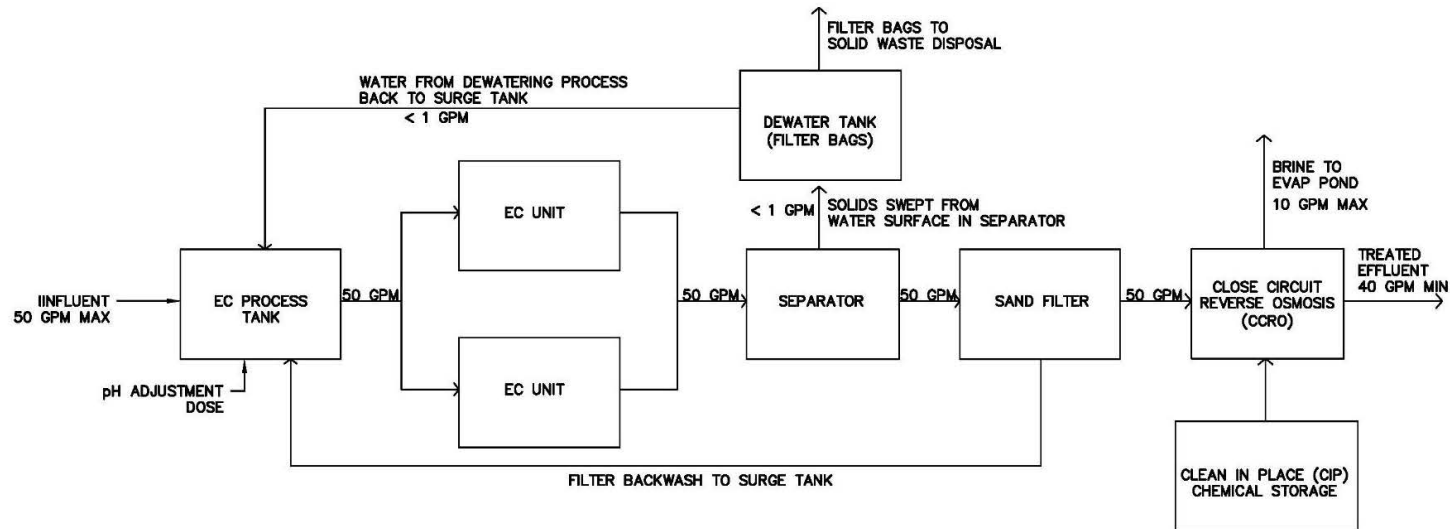 FILTER BAGS TO
SOLID WASTE DISPOSAL
WATER FROM DEWATERING PROCESS
BACK TO SURGE TANK
< 1 GPM
DEWATER TANK
(FILTER BAGS)
BRINE TO
EVAP POND
10 GPM MAX
< 1 GPM
SOLIDS SWEPT FROM
WATER SURFACE IN SEPARATOR
EC UNIT
IINFLUENT
50 GPM MAX
EC PROCESS
TANK
50 GPM
50 GPM
SEPARATOR
50 GPM
SAND FILTER
50 GPM
CLOSE CIRCUIT
REVERSE OSMOSIS
(CCRO)
TREATED
EFFLUENT
40 GPM MIN
EC UNIT
pH ADJUSTMENT
DOSE
FILTER BACKWASH TO SURGE TANK
CLEAN IN PLACE (CIP)
CHEMICAL STORAGE